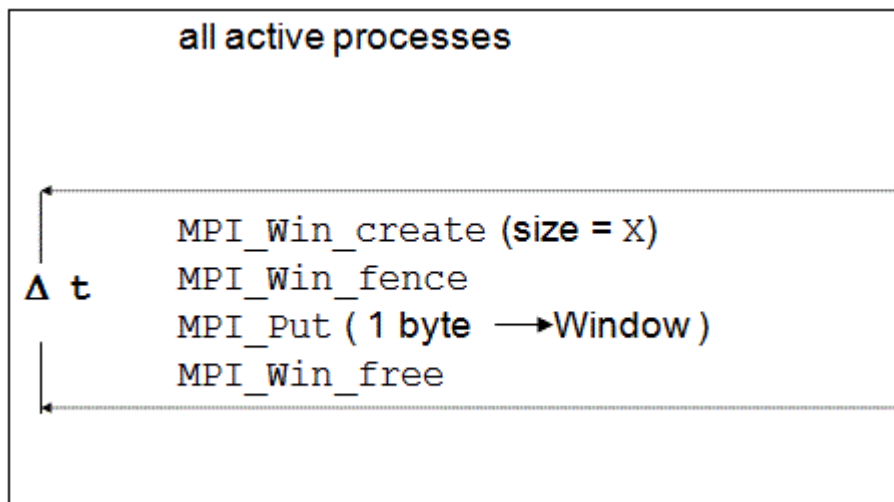 all active processes
MPI_Win_create (size = X)
MPI_Win_fence
Δ t
MPI_Put ( 1 byte → Window )
MPI_Win_free